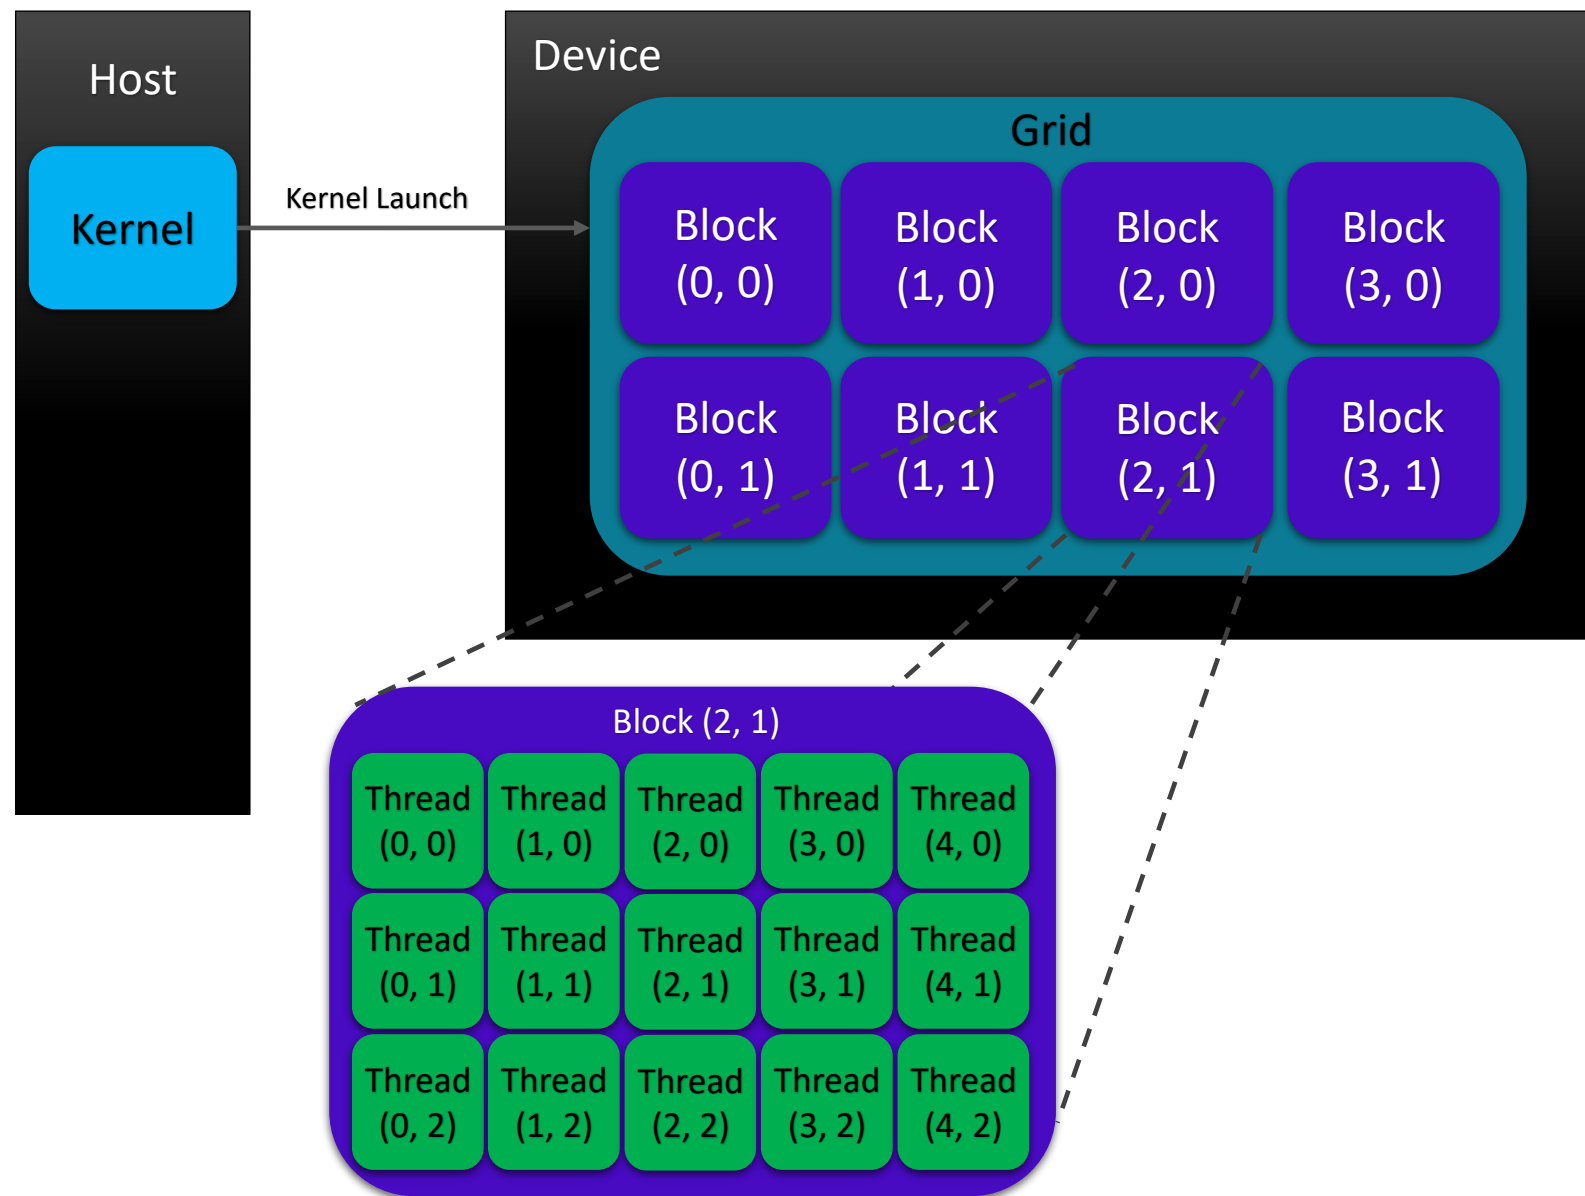 Host
Kernel
Kernel Launch
Device
Grid
Block
(0, 0)
Block
(1, 0)
Block
(2, 0)
Block
(3, 0)
Block
(0, 1)
Block
(1, 1)
Block
(2, 1)
Block
(3, 1)
Block (2, 1)
Thread
(0, 0)
Thread
(1, 0)
Thread
(2, 0)
Thread
(3, 0)
Thread
(4, 0)
Thread
(0, 1)
Thread
(1, 1)
Thread
(2, 1)
Thread
(3, 1)
Thread
(4, 1)
Thread
(0, 2)
Thread
(1, 2)
Thread
(2, 2)
Thread
(3, 2)
Thread
(4, 2)